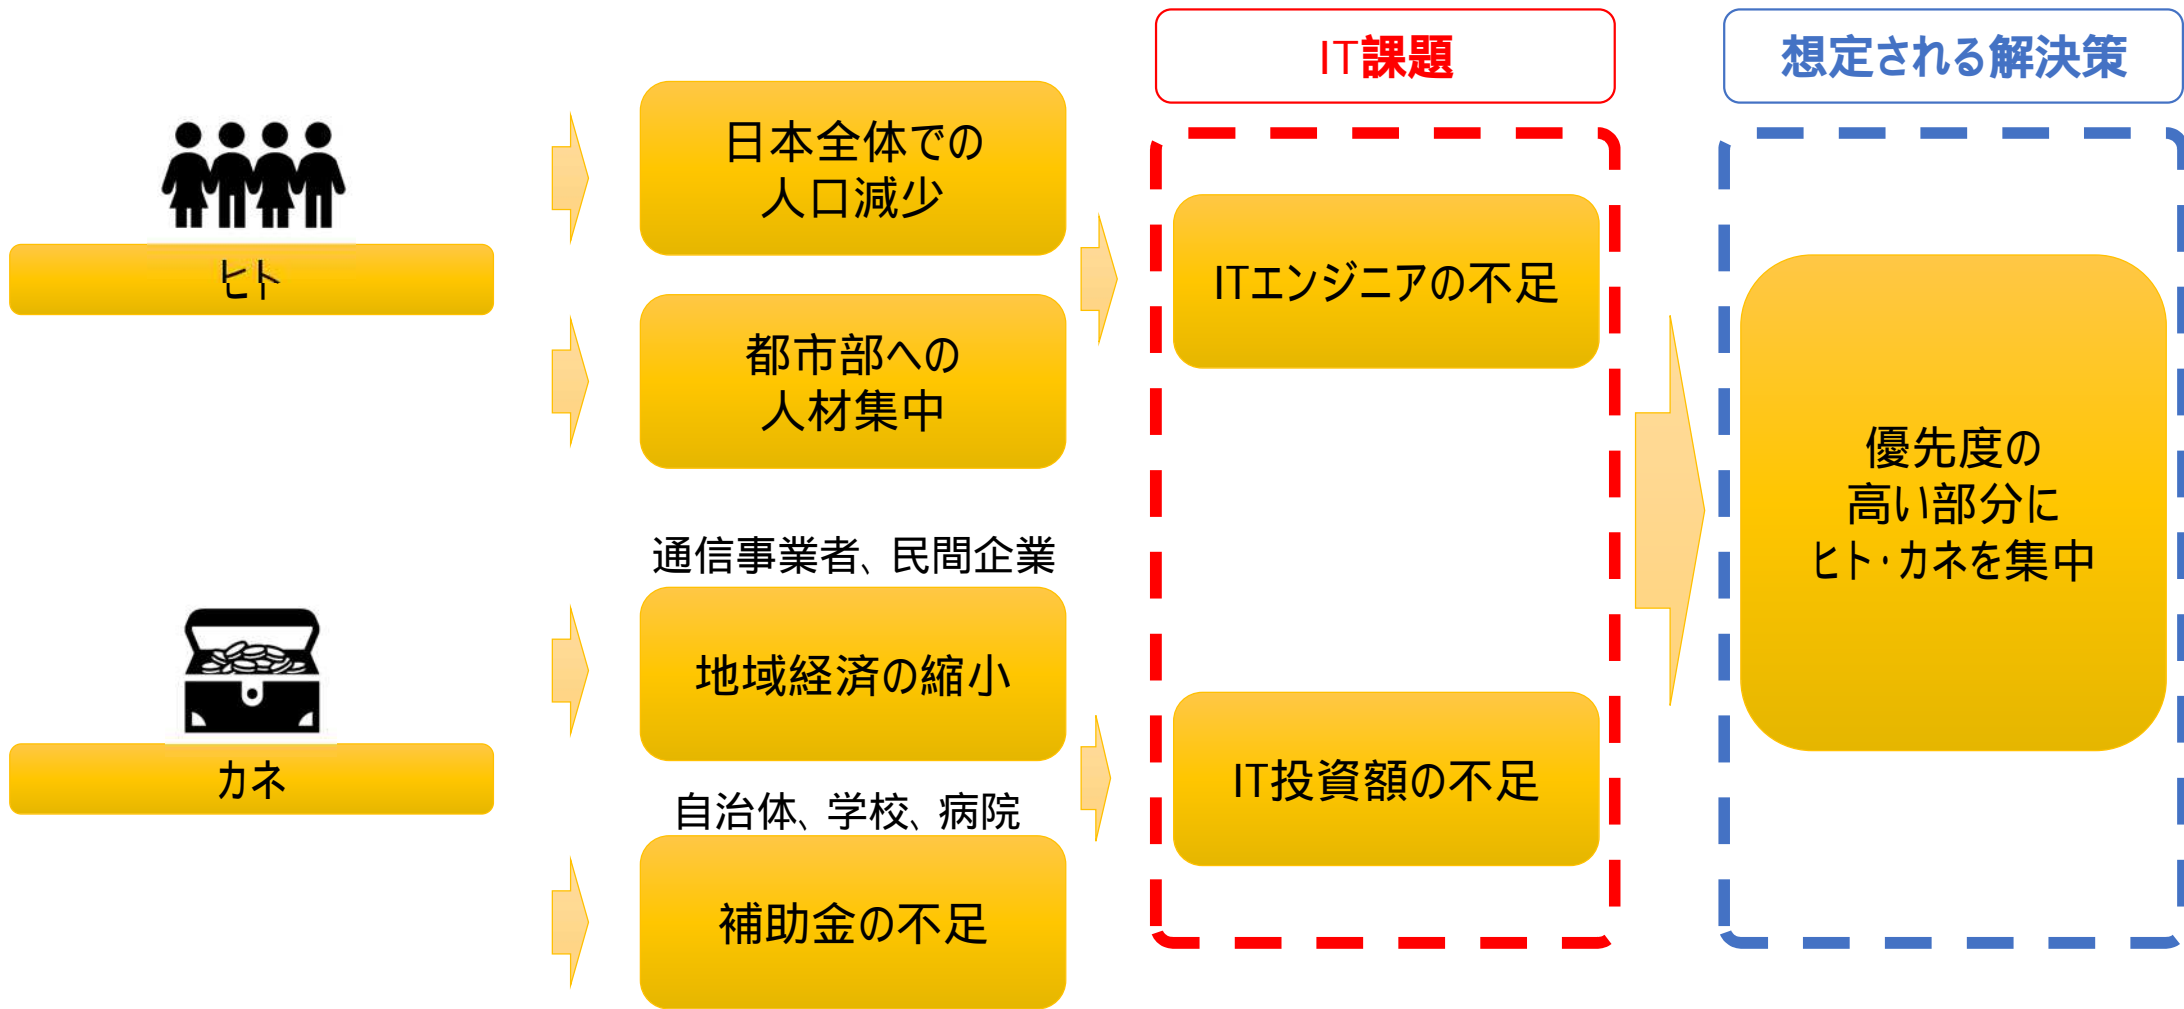 IT課題
想定される解決策
ヒト
日本全体での
人口減少
都市部への
人材集中
ITエンジニアの不足
カネ
通信事業者、民間企業
地域経済の縮小
自治体、学校、病院
補助金の不足
IT投資額の不足
優先度の
高い部分に
ヒト・カネを集中